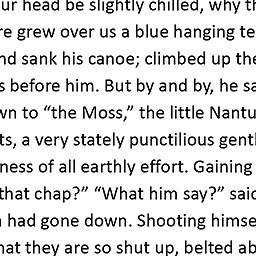 ur head be slightly chilled, why th
re grew over us a blue hanging te
nd sank his canoe; climbed up the
s before him. But by and by, he sa
wn to “the Moss,” the little Nantu
ts, a very stately punctilious gent
ness of all earthly effort. Gaining
that chap?” “What him say?” said
had gone down. Shooting himse
hat they are so shut up, belted ab